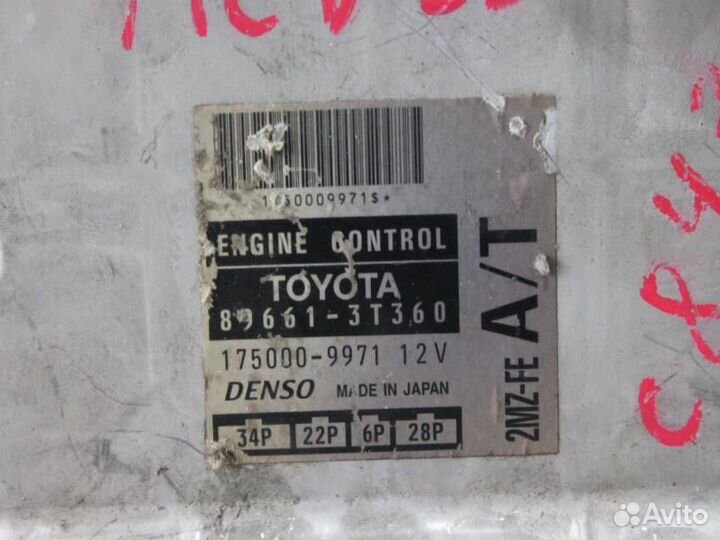 1750009971$*
ENGINE CONTROL
TOYOTA
89661-3T360
175000-9971 12V
DENSO MADE IN JAPAN
34P 22P 6P 28P
2MZ-FE A/T
Avito